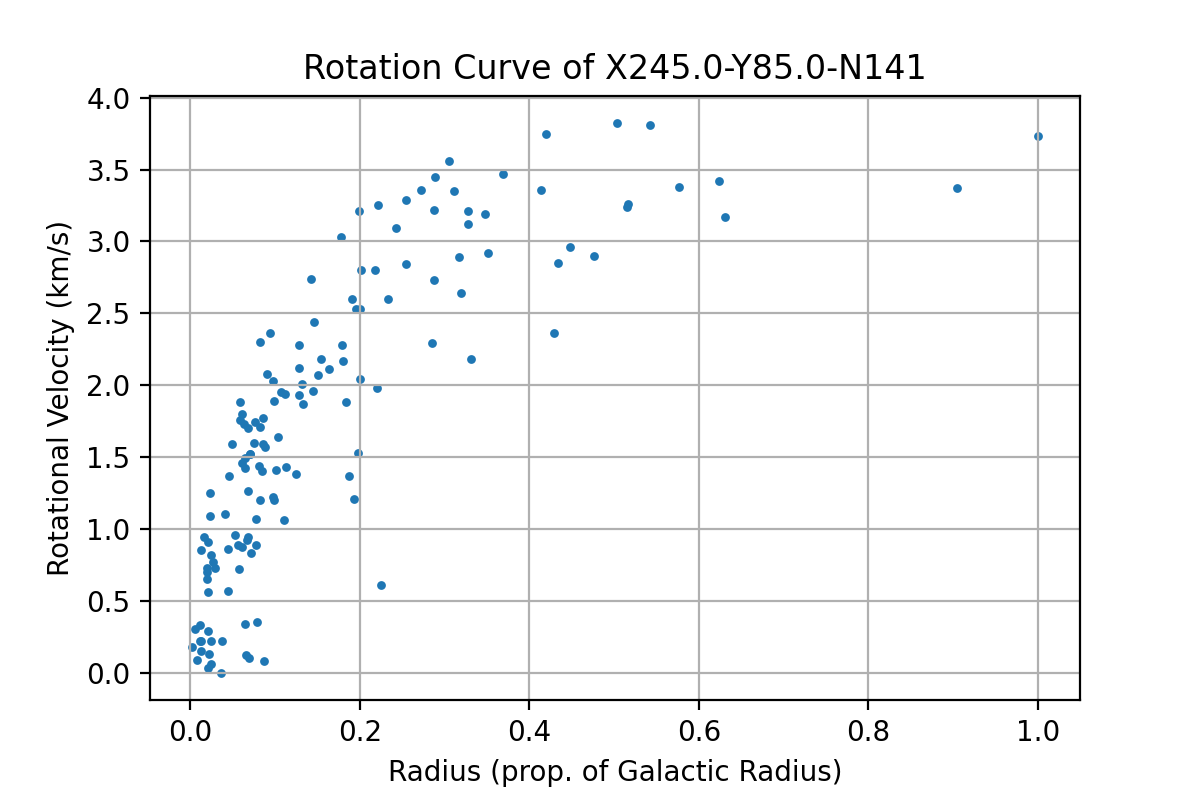 Rotation Curve of X245.0-Y85.0-N141
4.0
3.5
3.0
2.5
2.0
1.5
1.0
0.5
0.0
Rotational Velocity (km/s)
0.0 0.2 0.4 0.6 0.8 1.0
Radius (prop. of Galactic Radius)